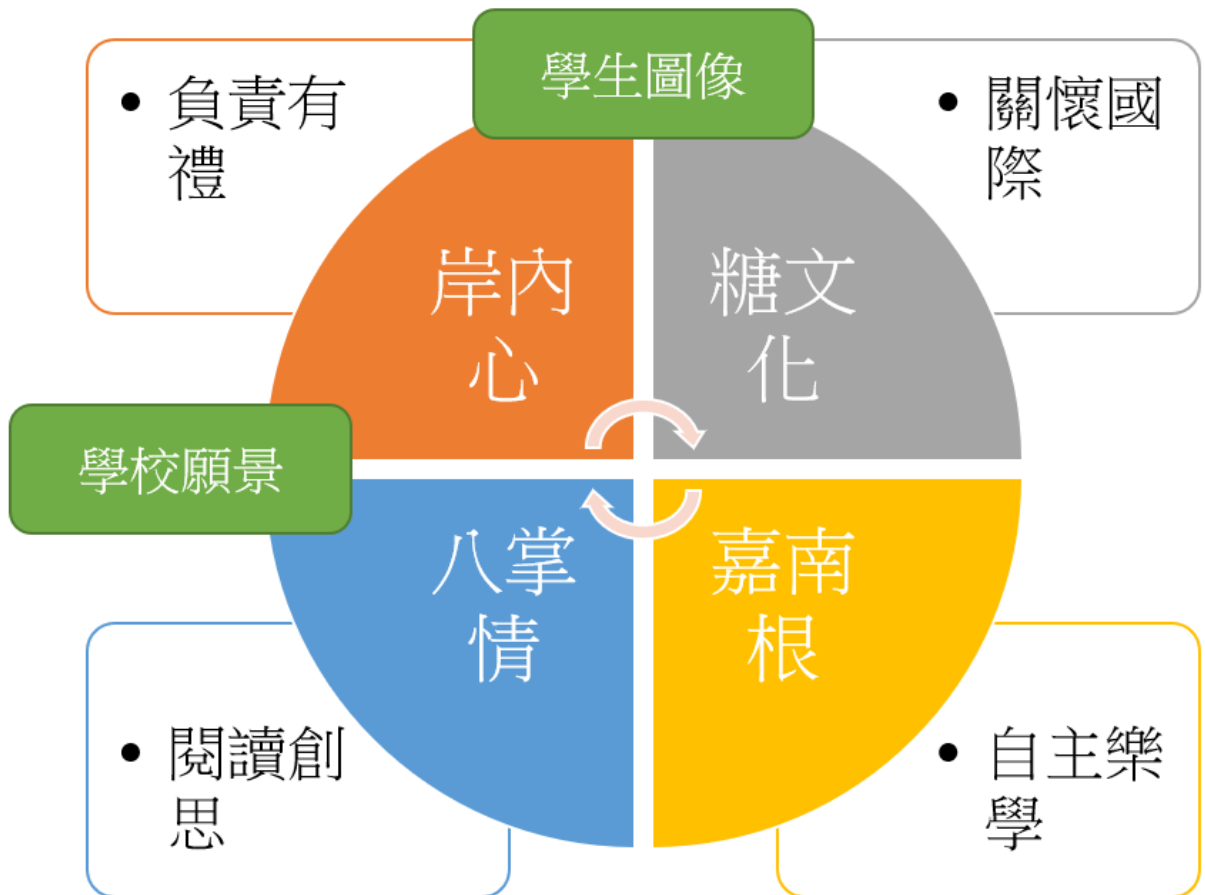 學生圖像
負責有
禮
關懷國
際
岸內
心
糖文
化
學校願景
八掌
情
嘉南
根
閱讀創
思
自主樂
學